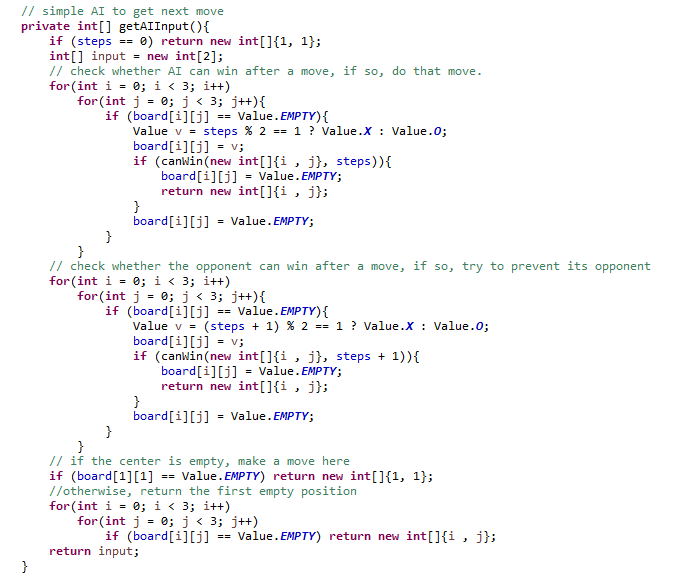 // simple AI to get next move
private int[] getAIInput(){
    if (steps == 0) return new int[]{1, 1};
    int[] input = new int[2];
    // check whether AI can win after a move, if so, do that move.
    for(int i = 0; i < 3; i++)
        for(int j = 0; j < 3; j++){
            if (board[i][j] == Value.EMPTY){
                Value v = steps % 2 == 1 ? Value.X : Value.O;
                board[i][j] = v;
                if (canWin(new int[]{i , j}, steps)){
                    board[i][j] = Value.EMPTY;
                    return new int[]{i , j};
                }
                board[i][j] = Value.EMPTY;
            }
        }
    // check whether the opponent can win after a move, if so, try to prevent its opponent
    for(int i = 0; i < 3; i++)
        for(int j = 0; j < 3; j++){
            if (board[i][j] == Value.EMPTY){
                Value v = (steps + 1) % 2 == 1 ? Value.X : Value.O;
                board[i][j] = v;
                if (canWin(new int[]{i , j}, steps + 1)){
                    board[i][j] = Value.EMPTY;
                    return new int[]{i , j};
                }
                board[i][j] = Value.EMPTY;
            }
        }
    // if the center is empty, make a move here
    if (board[1][1] == Value.EMPTY) return new int[]{1, 1};
    //otherwise, return the first empty position
    for(int i = 0; i < 3; i++)
        for(int j = 0; j < 3; j++)
            if (board[i][j] == Value.EMPTY) return new int[]{i , j};
    return input;
}